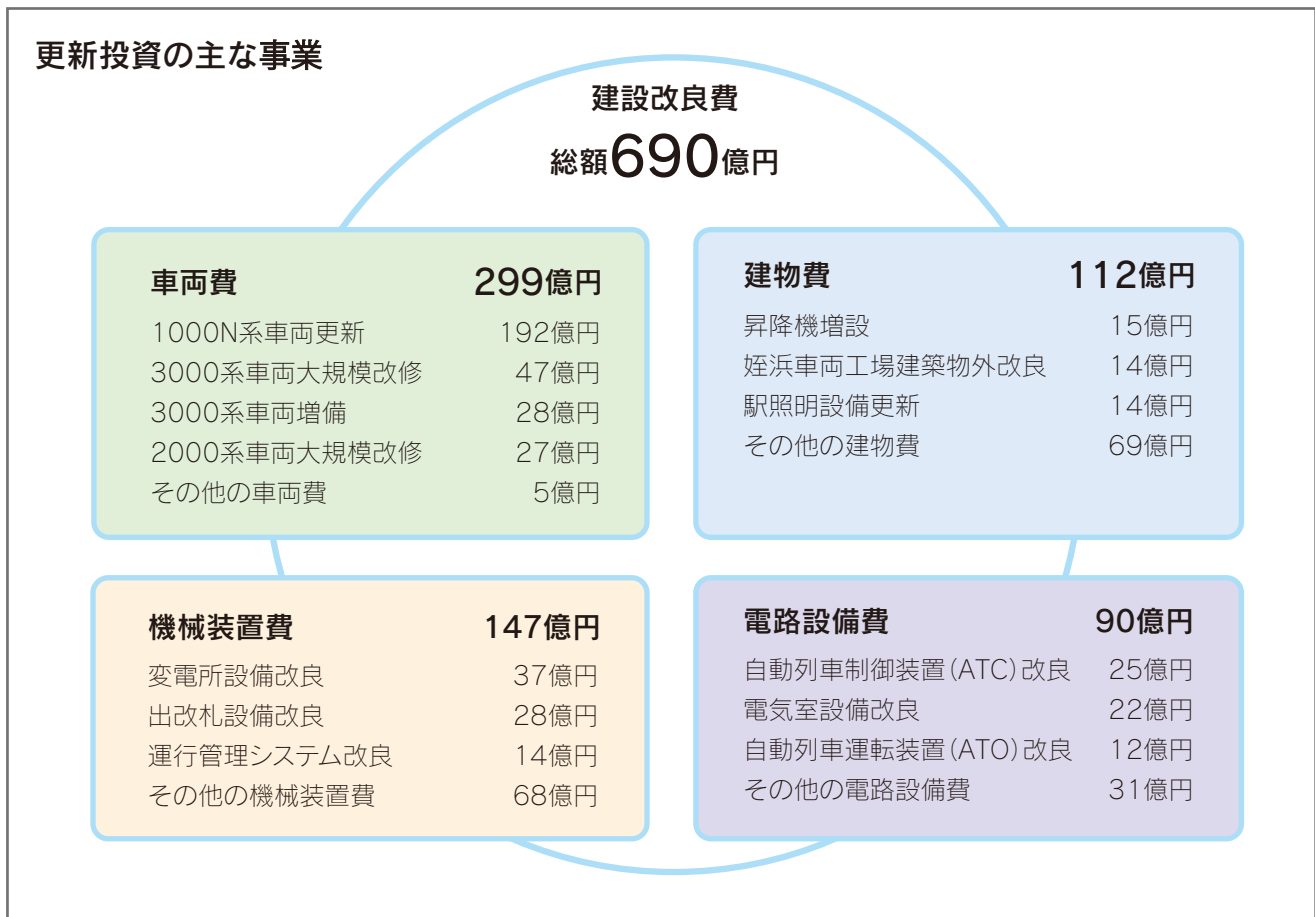 更新投資の主な事業
建設改良費
総額690億円
車両費 299億円
1000N系車両更新 192億円
3000系車両大規模改修 47億円
3000系車両増備 28億円
2000系車両大規模改修 27億円
その他の車両費 5億円
建物費 112億円
昇降機増設 15億円
姪浜車両工場建築物外改良 14億円
駅照明設備更新 14億円
その他の建物費 69億円
機械装置費 147億円
変電所設備改良 37億円
出改札設備改良 28億円
運行管理システム改良 14億円
その他の機械装置費 68億円
電路設備費 90億円
自動列車制御装置(ATC)改良 25億円
電気室設備改良 22億円
自動列車運転装置(ATO)改良 12億円
その他の電路設備費 31億円